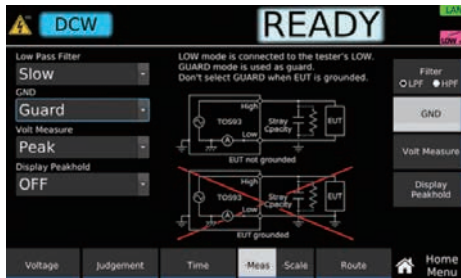 DCW
READY
LAN
LOW
Low Pass Filter
Slow
GND
Guard
Volt Measure
Peak
Display Peakhold
OFF
LOW mode is connected to the tester's LOW.
GUARD mode is used as guard.
Don't select GUARD when EUT is grounded.
High
TOS93
Stray
Cpacity
EUT
Low
A
EUT not grounded
High
TOS93
Stray
Cpacity
EUT
Low
A
EUT grounded
Filter
LPF HPF
GND
Volt Measure
Display
Peakhold
Voltage Judgement Time ·Meas ·Scale Route
Home
Menu